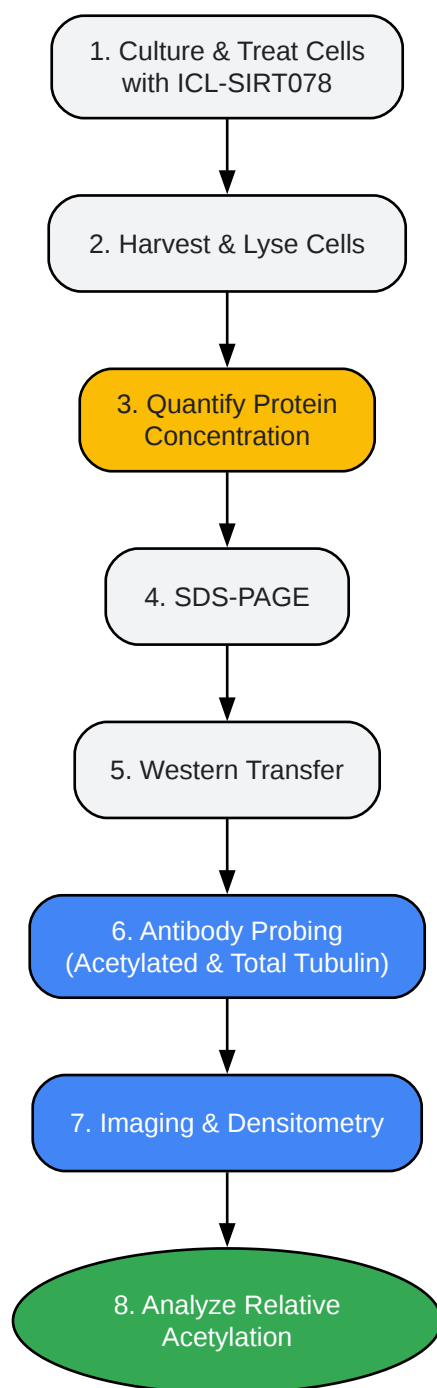 1. Culture & Treat Cells
with ICL-SIRT078
2. Harvest & Lyse Cells
3. Quantify Protein
Concentration
4. SDS-PAGE
5. Western Transfer
6. Antibody Probing
(Acetylated & Total Tubulin)
7. Imaging & Densitometry
8. Analyze Relative
Acetylation